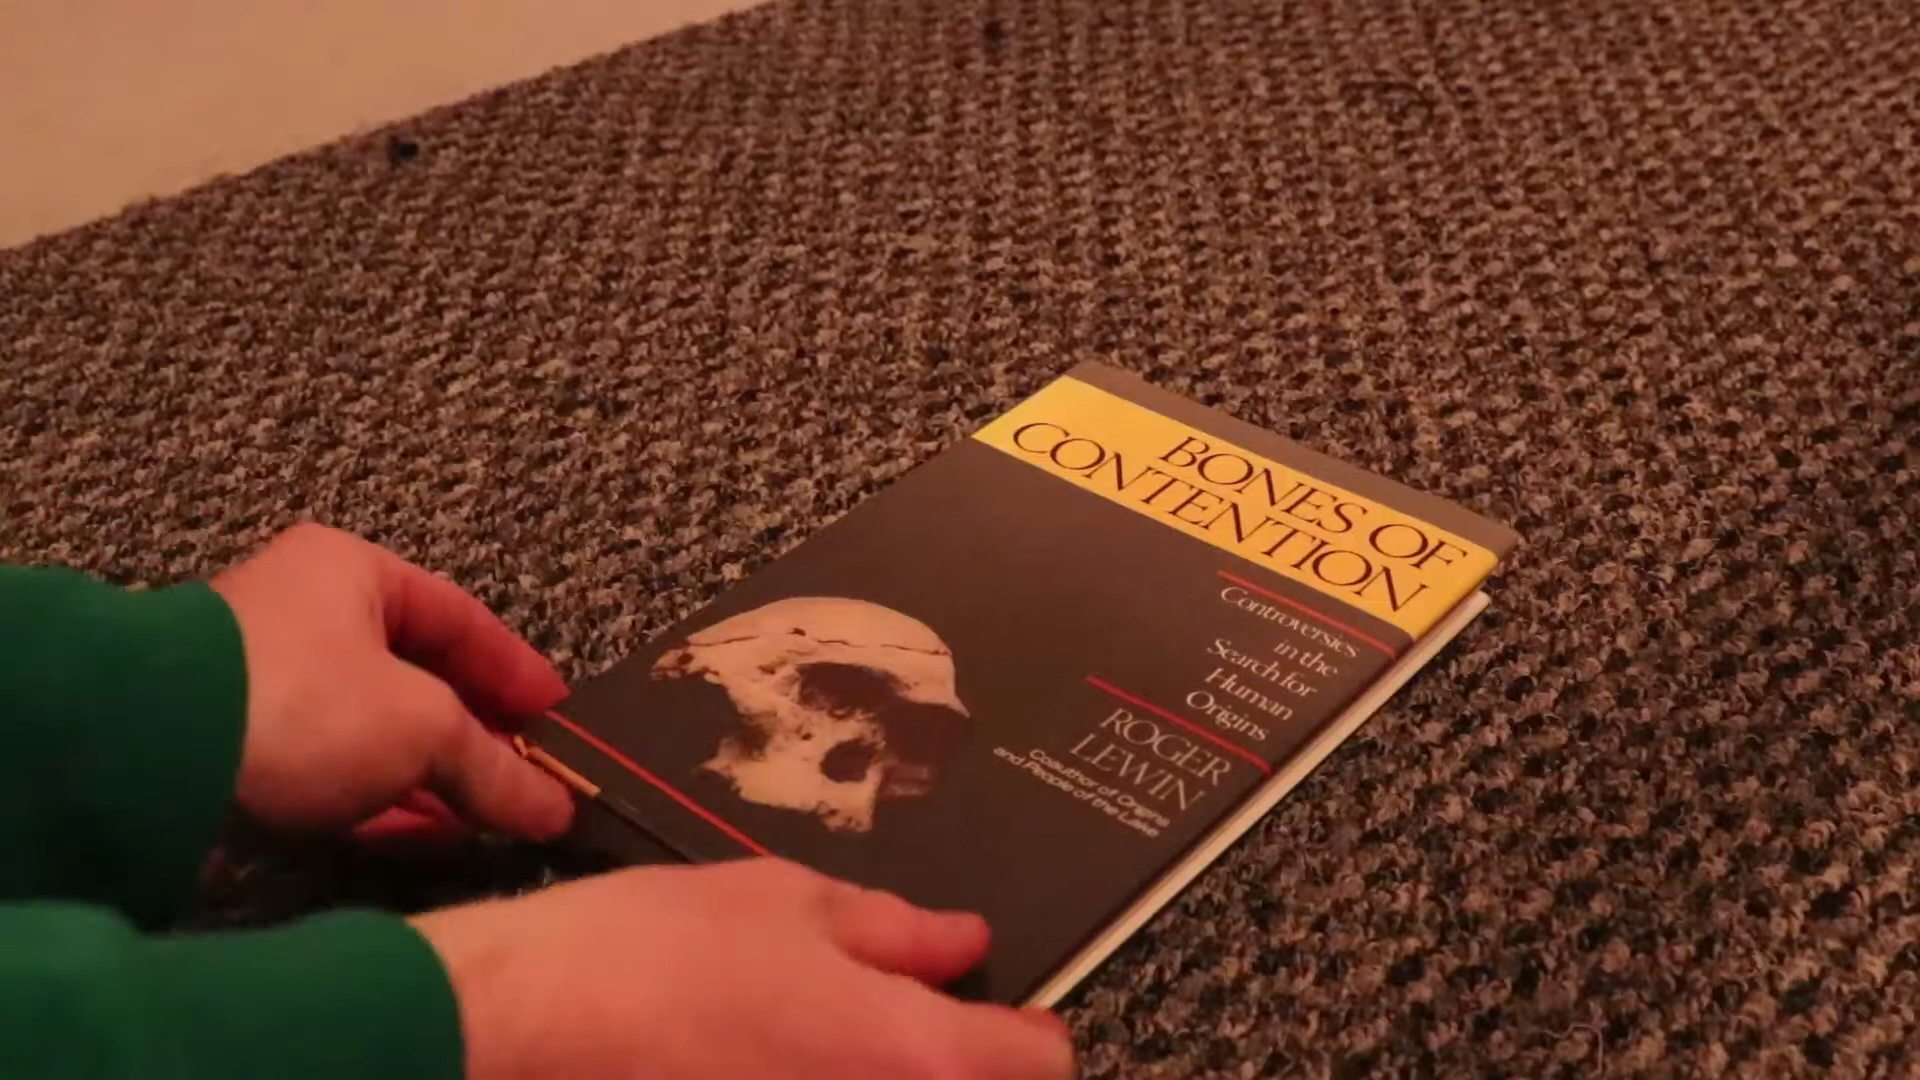 BONES OF
CONTENTION
Controversies
in the
Search for
Human
Origins
ROGER
LEWIN
Coauthor of Origins
and People of the Lake